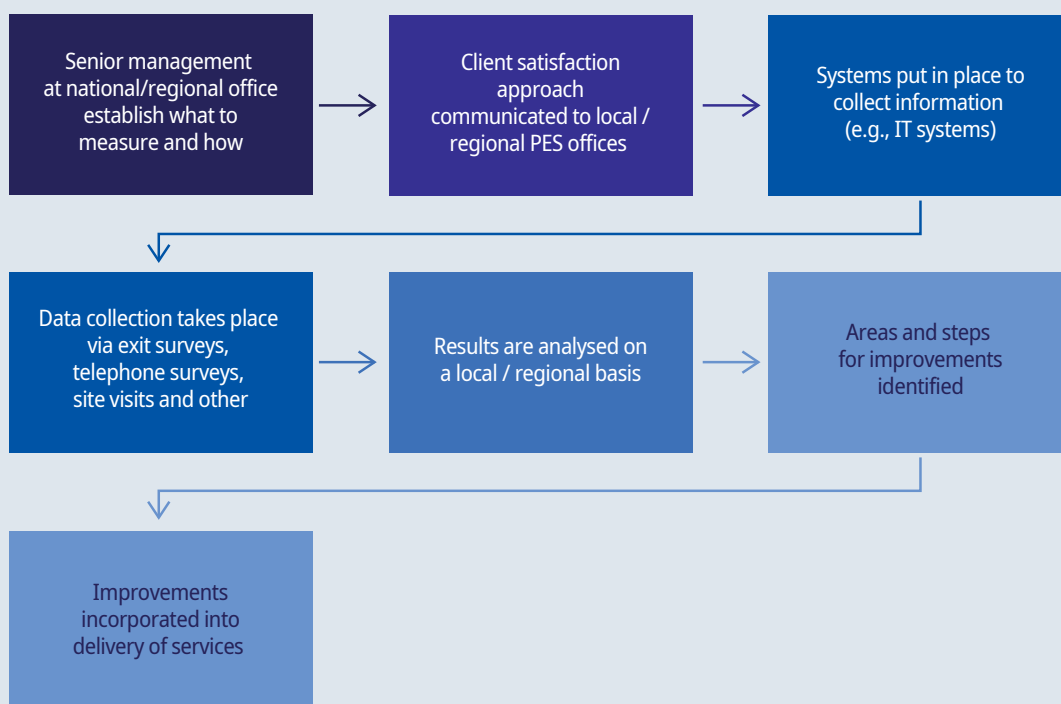 Senior management
at national/regional office
establish what to
measure and how
Client satisfaction
approach
communicated to local /
regional PES offices
Systems put in place to
collect information
(e.g., IT systems)
Data collection takes place
via exit surveys,
telephone surveys,
site visits and other
Results are analysed on
a local / regional basis
Areas and steps
for improvements
identified
Improvements
incorporated into
delivery of services